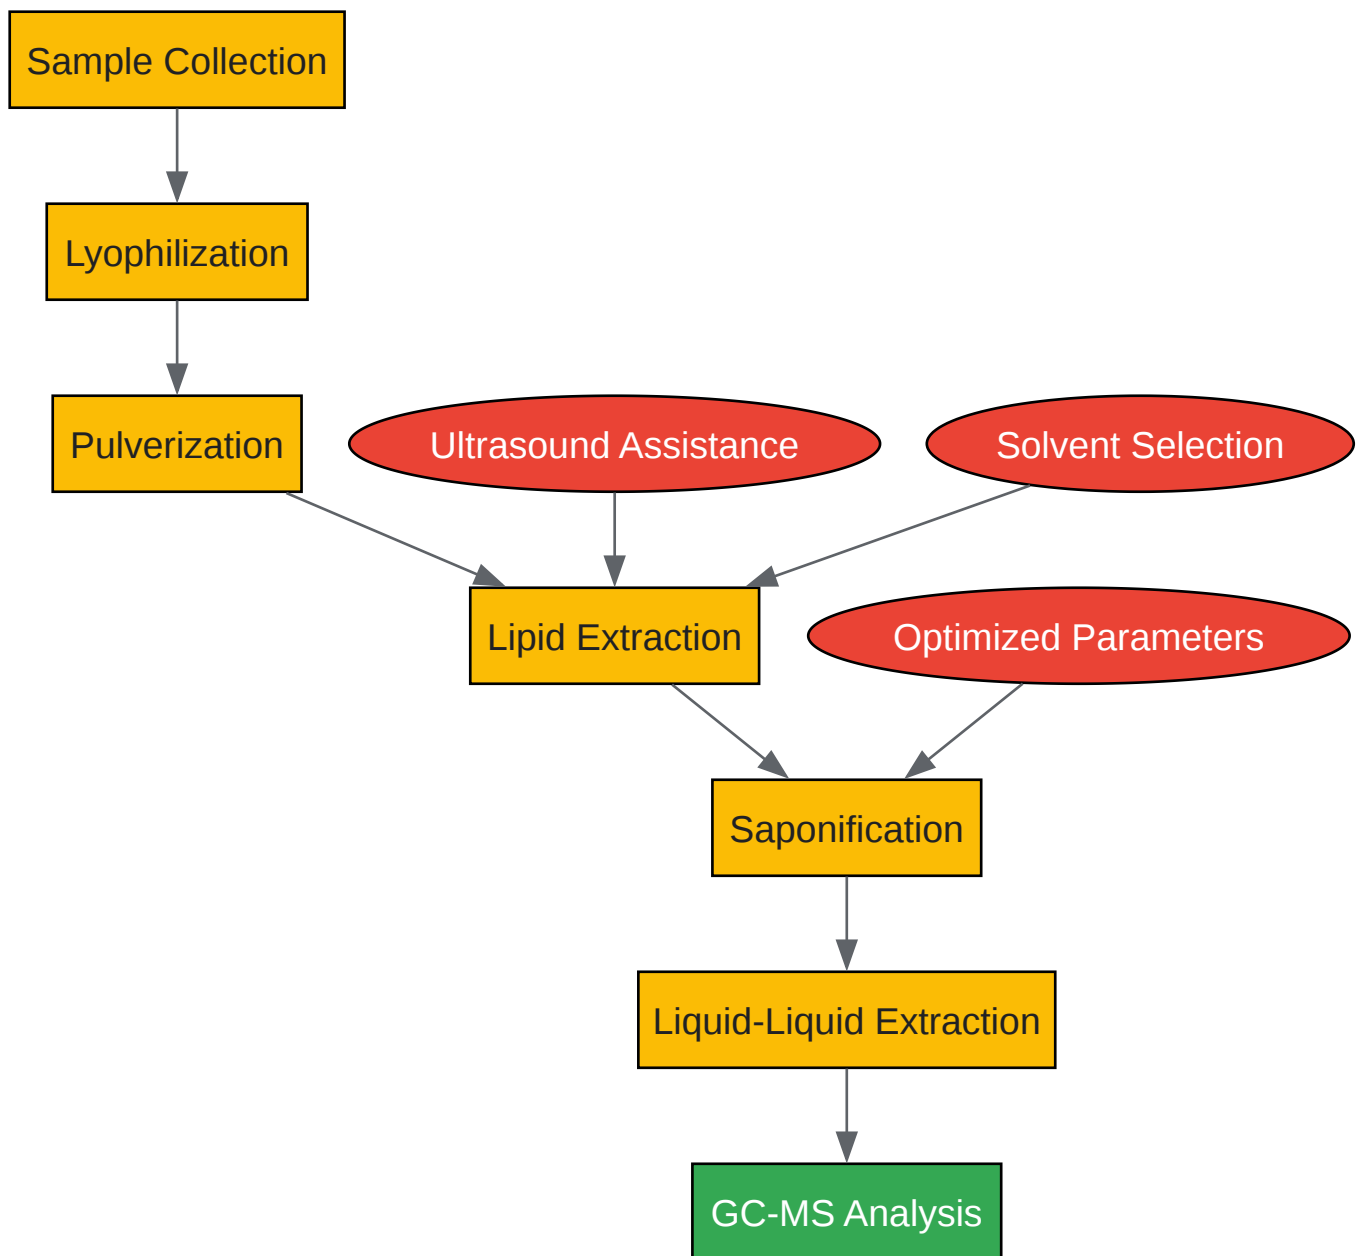 Sample Collection
Lyophilization
Pulverization
Ultrasound Assistance
Solvent Selection
Lipid Extraction
Optimized Parameters
Saponification
Liquid-Liquid Extraction
GC-MS Analysis